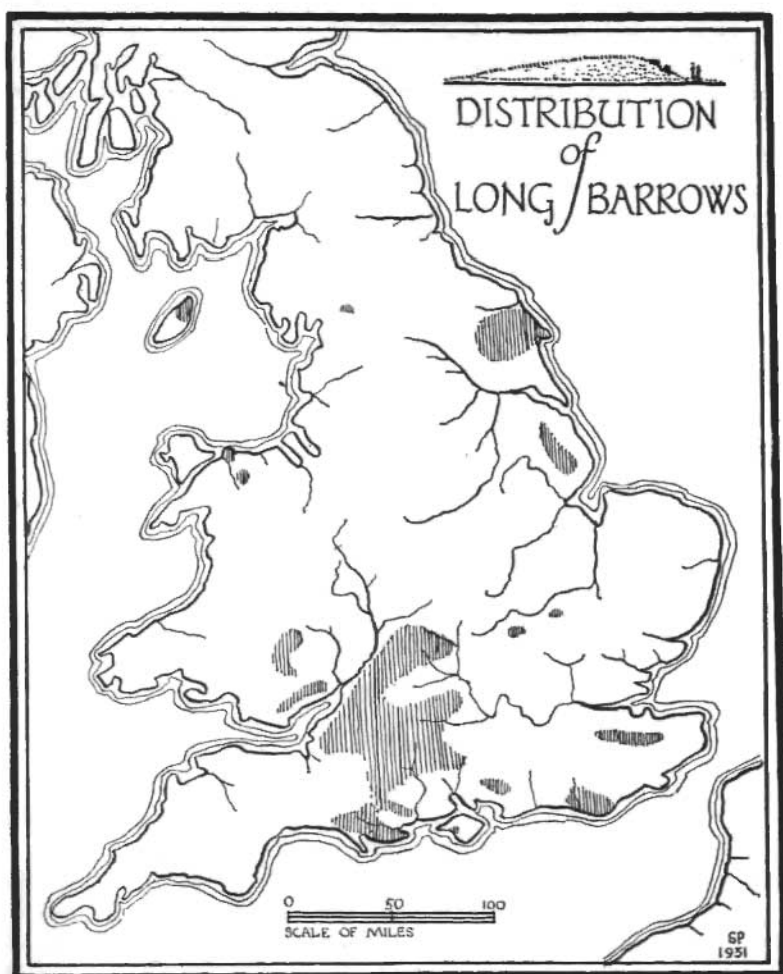 DISTRIBUTION
of
LONG BARROWS
0 50 100
SCALE OF MILES
GP
1931